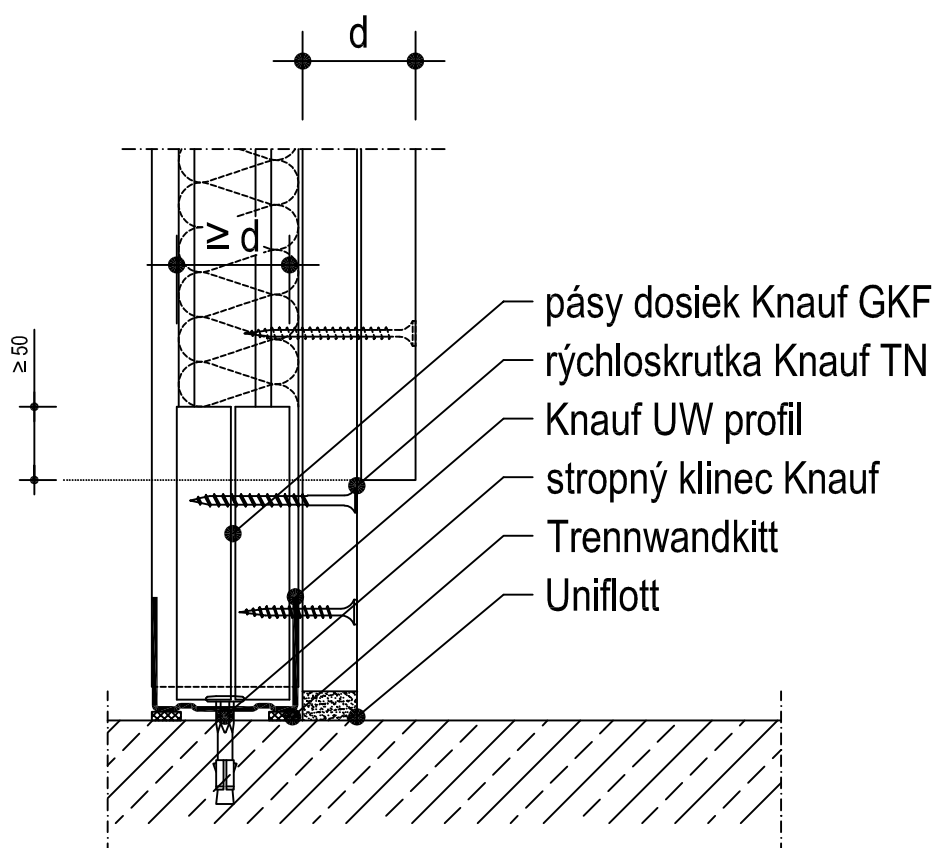 d
≥ d
≥ 50
pásy dosiek Knauf GKF
rýchloskrutka Knauf TN
Knauf UW profil
stropný klinec Knauf
Trennwandkitt
Uniflott